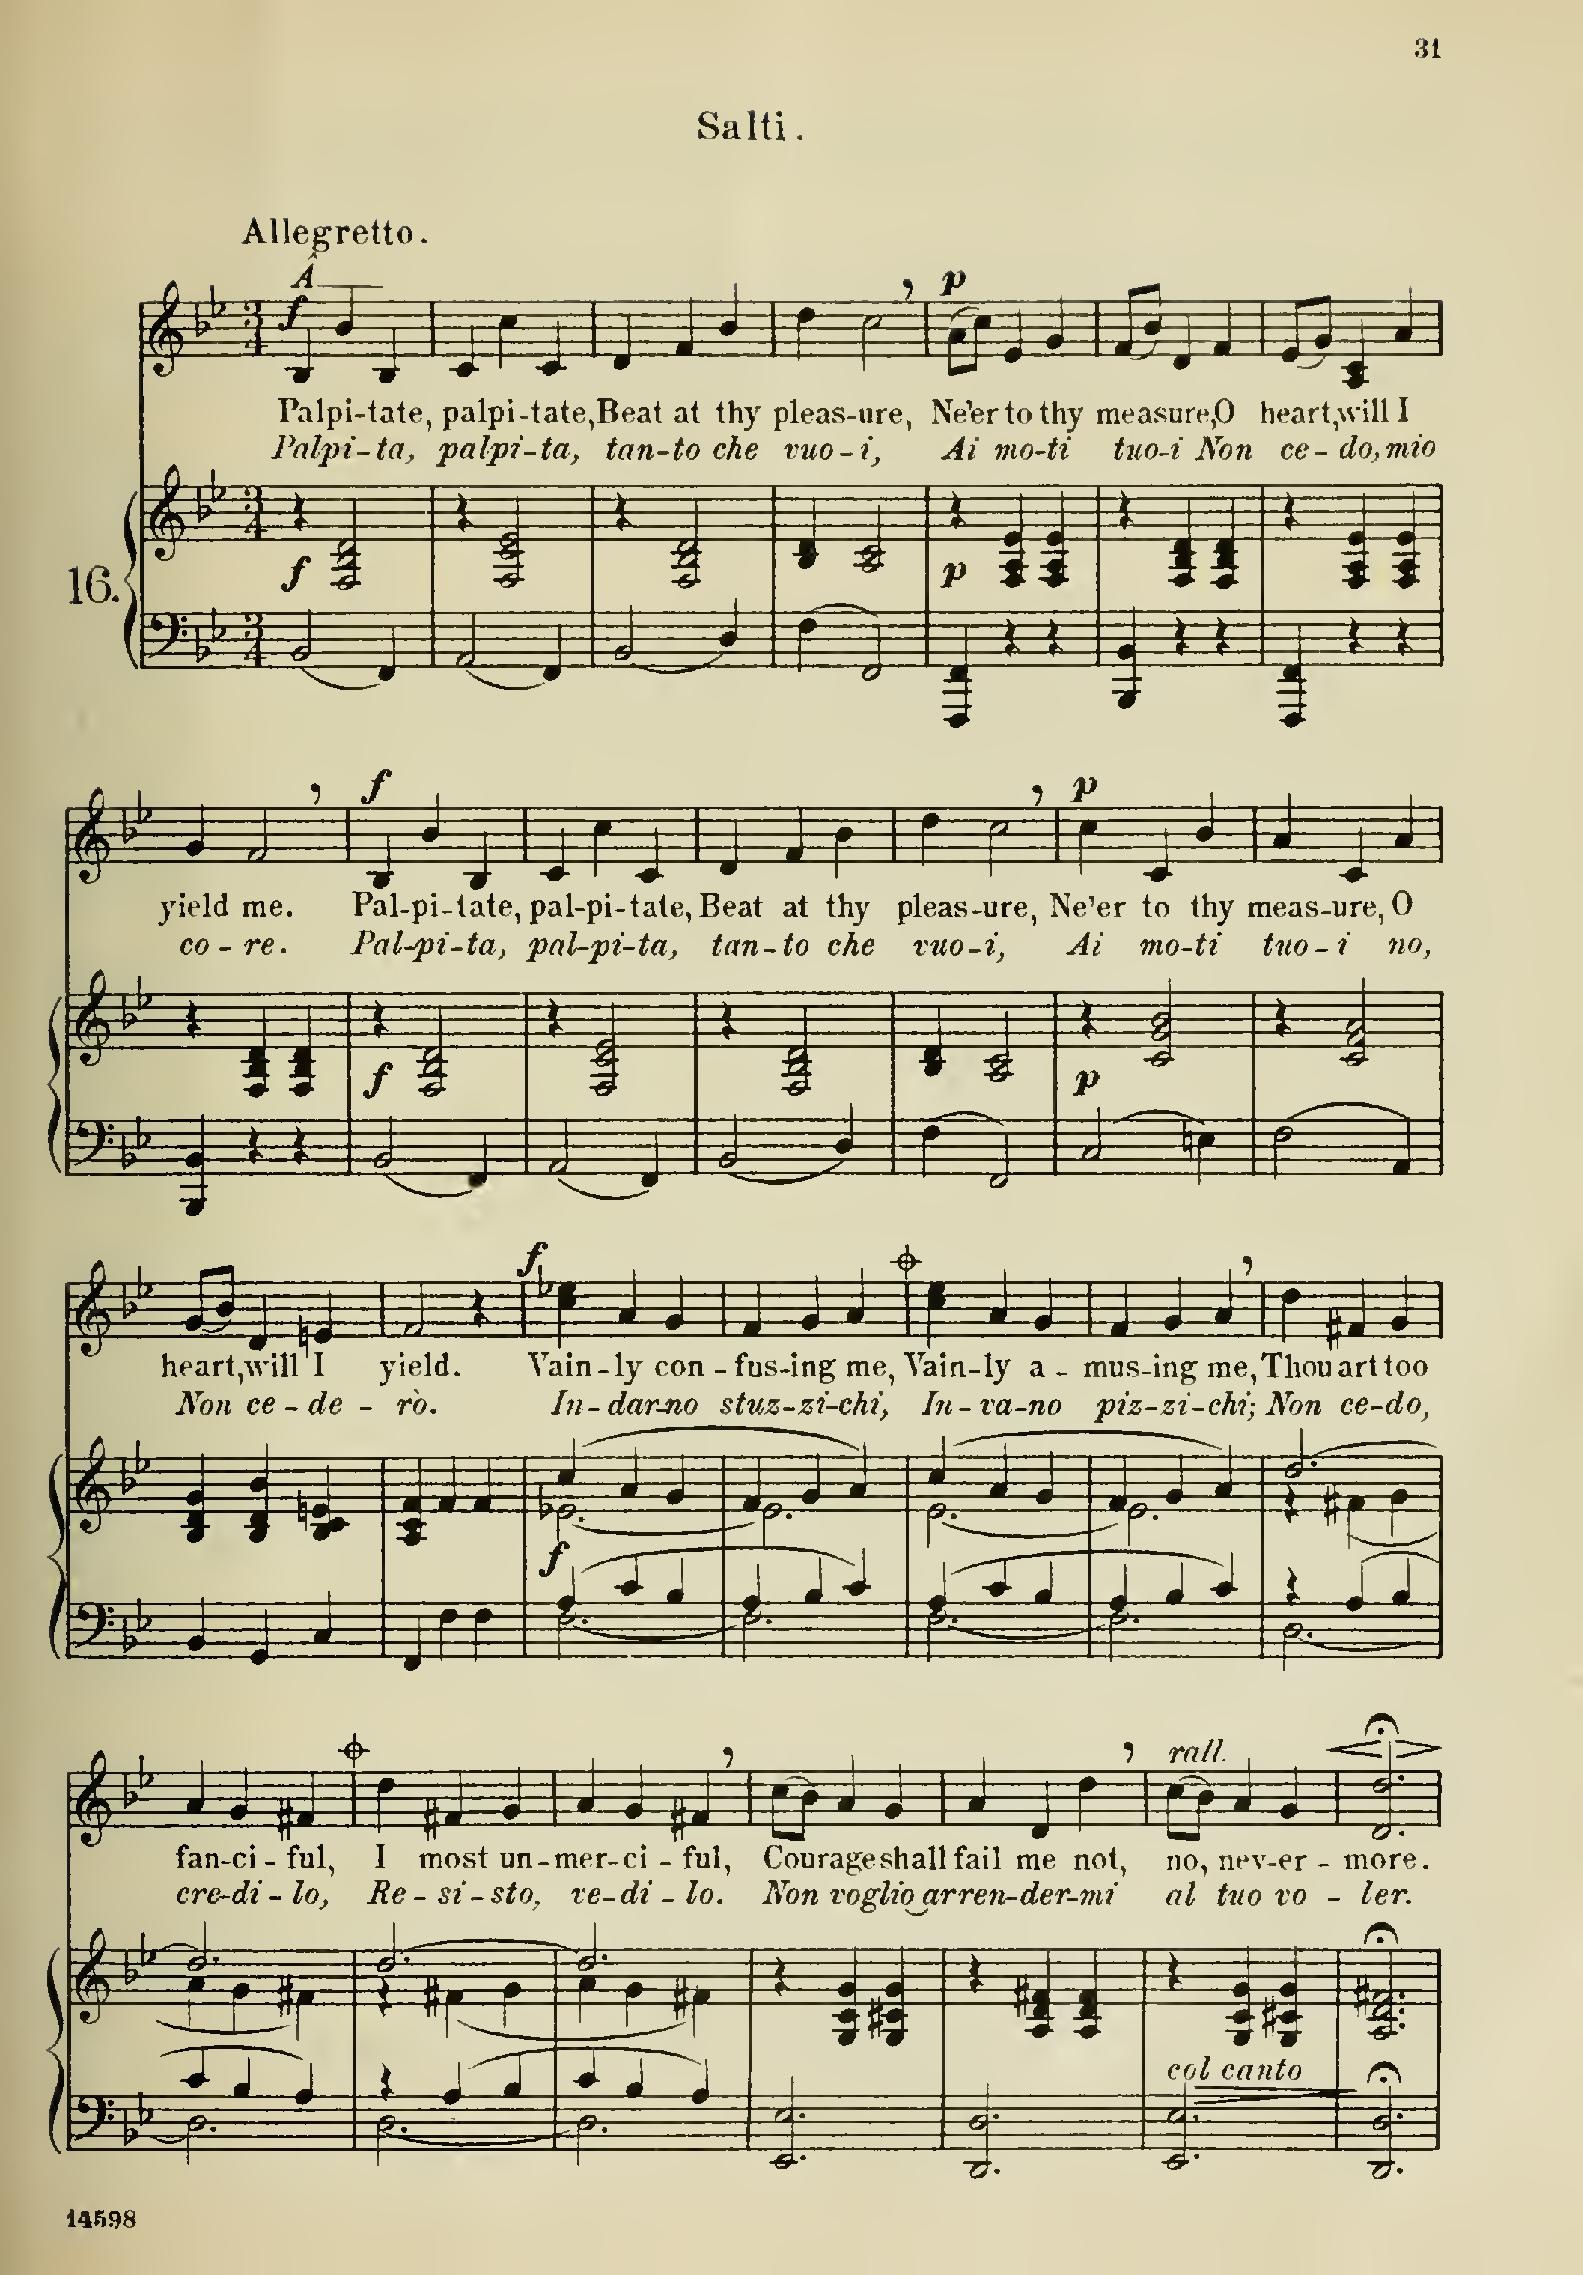 31
Salti.
Allegretto.
A
f
p
Palpi-tate, palpi-tate, Beat at thy pleas-ure, Ne'er to thy measure, O heart, will I
Palpi-ta, palpi-ta, tan-to che vuo-i, Ai mo-ti tuo-i Non ce-do, mio
16.
f
p
f
p
yield me. Pal-pi-tate, pal-pi-tate, Beat at thy pleas-ure, Ne'er to thy meas-ure, O
co-re. Pal-pi-ta, pal-pi-ta, tan-to che vuo-i, Ai mo-ti tuo-i no,
f
p
f
heart, will I yield. Vain-ly con-fus-ing me, Vain-ly a-mus-ing me, Thou art too
Non ce-de-rò. In-dar-no stuz-zi-chi, In-va-no piz-zi-chi; Non ce-do,
f
rall.
fan-ci-ful, I most un-mer-ci-ful, Courage shall fail me not, no, nev-er-more.
cre-di-lo, Re-si-sto, ve-di-lo. Non voglio arren-der-mi al tuo vo-ler.
col canto
14598